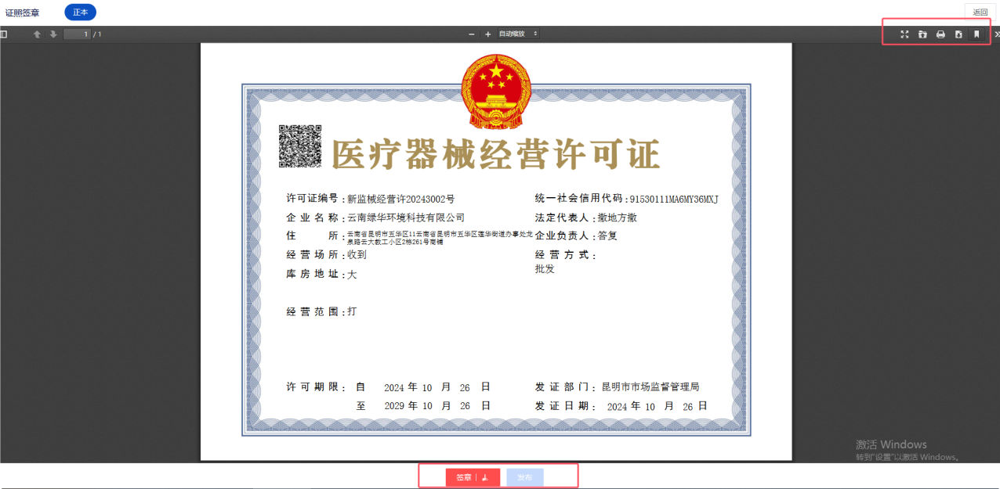 证照签章 正本 返回
1 / 1 自动缩放
医疗器械经营许可证
许可证编号：新监械经营许20243002号 统一社会信用代码：91530111MA6MY36MXJ
企业名称：云南绿华环境科技有限公司 法定代表人：撒地方撒
住所：云南省昆明市五华区11云南省昆明市五华区莲华街道办事处龙 企业负责人：答复
泉路云大教工小区2栋261号商铺
经营场所：收到 经营方式：
批发
库房地址：大
经营范围：打
许可期限：自 2024 年 10 月 26 日 发证部门：昆明市市场监督管理局
至 2029 年 10 月 26 日 发证日期：2024 年 10 月 26 日
激活 Windows
转到"设置"以激活 Windows。
签章 发布